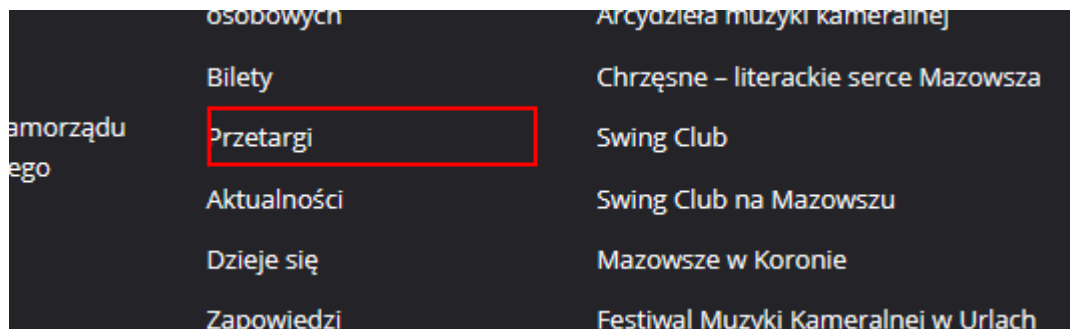 amorządu
ego
osobowych
Bilety
Przetargi
Aktualności
Dzieje się
Zapowiedzi
Arcydzieła muzyki kameralnej
Chrzęsne – literackie serce Mazowsza
Swing Club
Swing Club na Mazowszu
Mazowsze w Koronie
Festiwal Muzyki Kameralnej w Urlach